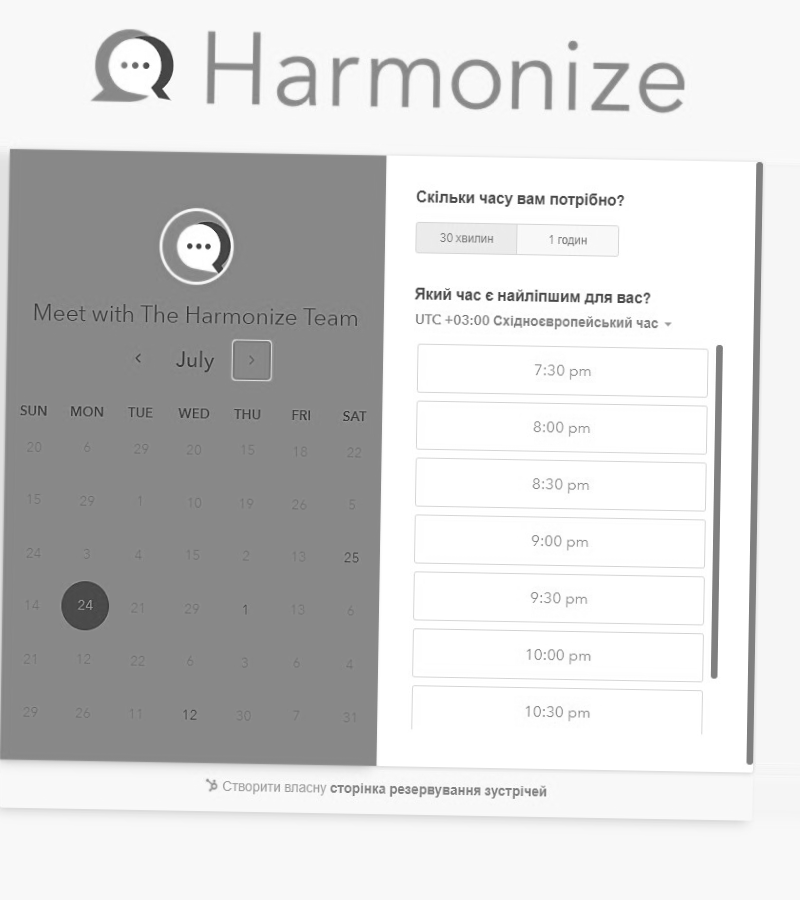 Harmonize
Meet with The Harmonize Team
July
SUN MON TUE WED THU FRI SAT
20 6 29 20 15 18 22
15 29 1 10 19 26 5
24 3 4 15 2 13 25
14 24 21 29 1 13 6
21 12 22 6 3 6 4
29 26 11 12 30 7 31
Скільки часу вам потрібно?
30 хвилин 1 годин
Який час є найліпшим для вас?
UTC +03:00 Східноєвропейський час
7:30 pm
8:00 pm
8:30 pm
9:00 pm
9:30 pm
10:00 pm
10:30 pm
Створити власну сторінка резервування зустрічей